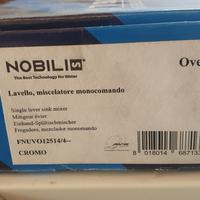 NOBILI S
The Best Technology for Water
Ove
Lavello, miscelatore monocomando
Single lever sink mixer
Mitigeur évier
Einhand-Spültischmischer
Fregadero, mezclador monomando
FNUVO12514/4--
CROMO
8 018014 68713